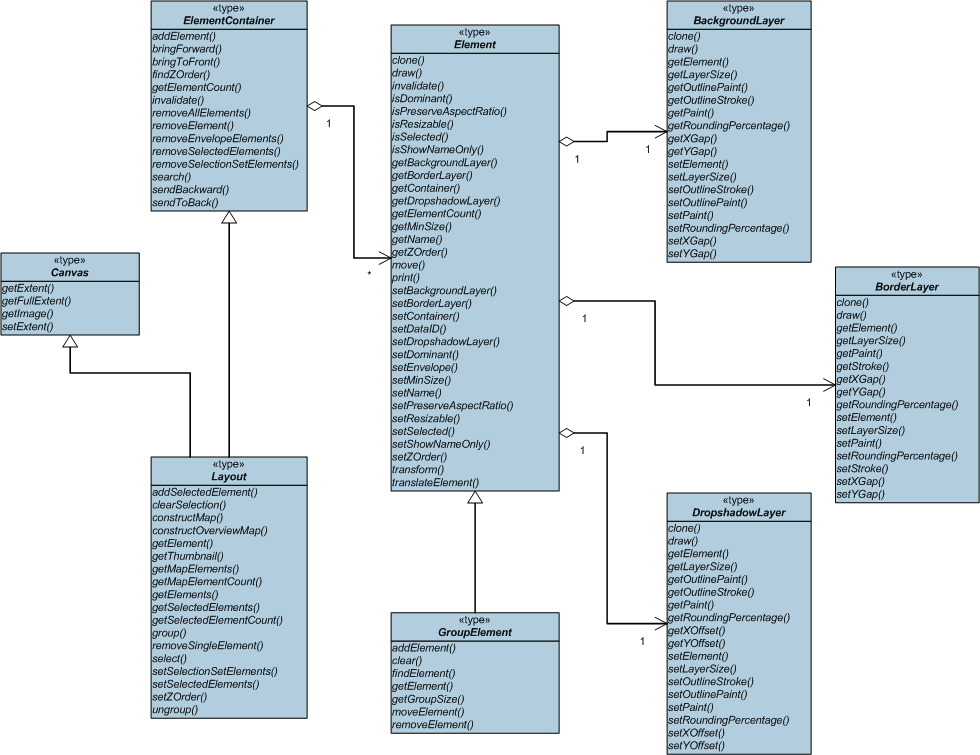 «type»
ElementContainer
addElement()
bringForward()
bringToFront()
findZOrder()
getElementCount()
invalidate()
removeAllElements()
removeElement()
removeEnvelopeElements()
removeSelectedElements()
removeSelectionSetElements()
search()
sendBackward()
sendToBack()
1
*
«type»
Element
clone()
draw()
invalidate()
isDominant()
isPreserveAspectRatio()
isResizable()
isSelected()
isShowNameOnly()
getBackgroundLayer()
getBorderLayer()
getContainer()
getDropshadowLayer()
getElementCount()
getMinSize()
getName()
getZOrder()
move()
print()
setBackgroundLayer()
setBorderLayer()
setContainer()
setDataID()
setDropshadowLayer()
setDominant()
setEnvelope()
setMinSize()
setName()
setPreserveAspectRatio()
setResizable()
setSelected()
setShowNameOnly()
setZOrder()
transform()
translateElement()
1
1
1
1
1
1
«type»
BackgroundLayer
clone()
draw()
getElement()
getLayerSize()
getOutlinePaint()
getOutlineStroke()
getPaint()
getRoundingPercentage()
getXGap()
getYGap()
setElement()
setLayerSize()
setOutlineStroke()
setOutlinePaint()
setPaint()
setRoundingPercentage()
setXGap()
setYGap()
«type»
Canvas
getExtent()
getFullExtent()
getImage()
setExtent()
«type»
BorderLayer
clone()
draw()
getElement()
getLayerSize()
getPaint()
getStroke()
getXGap()
getYGap()
getRoundingPercentage()
setElement()
setLayerSize()
setPaint()
setRoundingPercentage()
setStroke()
setXGap()
setYGap()
«type»
Layout
addSelectedElement()
clearSelection()
constructMap()
constructOverviewMap()
getElement()
getThumbnail()
getMapElements()
getMapElementCount()
getElements()
getSelectedElements()
getSelectedElementCount()
group()
removeSingleElement()
select()
setSelectionSetElements()
setSelectedElements()
setZOrder()
ungroup()
«type»
GroupElement
addElement()
clear()
findElement()
getElement()
getGroupSize()
moveElement()
removeElement()
«type»
DropshadowLayer
clone()
draw()
getElement()
getLayerSize()
getOutlinePaint()
getOutlineStroke()
getPaint()
getRoundingPercentage()
getXOffset()
getYOffset()
setElement()
setLayerSize()
setOutlineStroke()
setOutlinePaint()
setPaint()
setRoundingPercentage()
setXOffset()
setYOffset()